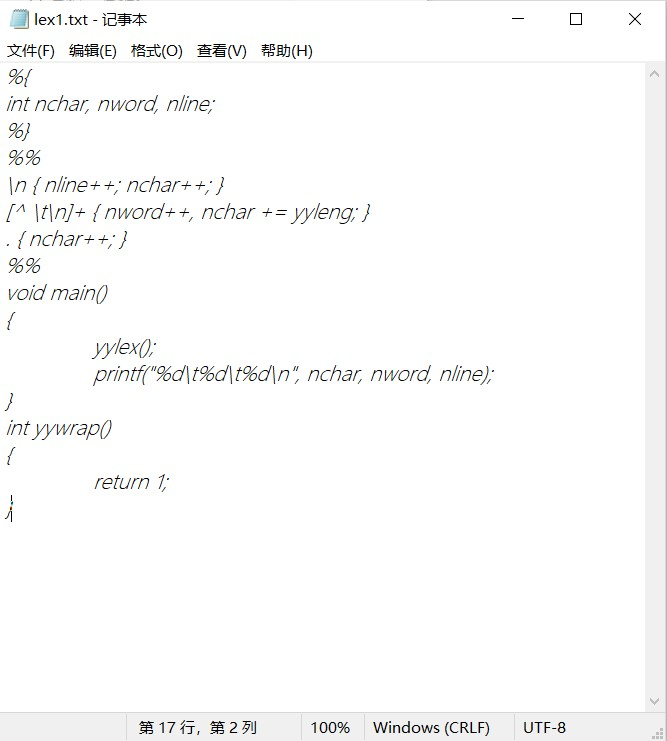 lex1.txt - 记事本
文件(F) 编辑(E) 格式(O) 查看(V) 帮助(H)
%{
int nchar, nword, nline;
%}
%%
\n { nline++; nchar++; }
[^ \t\n]+ { nword++, nchar += yyleng; }
. { nchar++; }
%%
void main()
{
	yylex();
	printf("%d\t%d\t%d\n", nchar, nword, nline);
}
int yywrap()
{
	return 1;
}
第 17 行，第 2 列 100% Windows (CRLF) UTF-8